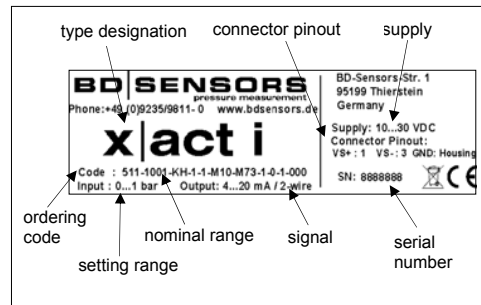 type designation
connector pinout
supply
BD|SENSORS
pressure measurement
Phone:+49 (0)9235/9811- 0 www.bdsensors.de
x|act i
Code : 511-1001-KH-1-1-M10-M73-1-0-1-000
Input : 0...1 bar Output: 4...20 mA / 2-wire
BD-Sensors-Str. 1
95199 Thierstein
Germany
Supply: 10...30 VDC
Connector Pinout:
VS+ : 1 VS- : 3 GND: Housing
SN: 8888888 CE
ordering
code
nominal range
setting range
signal
serial
number